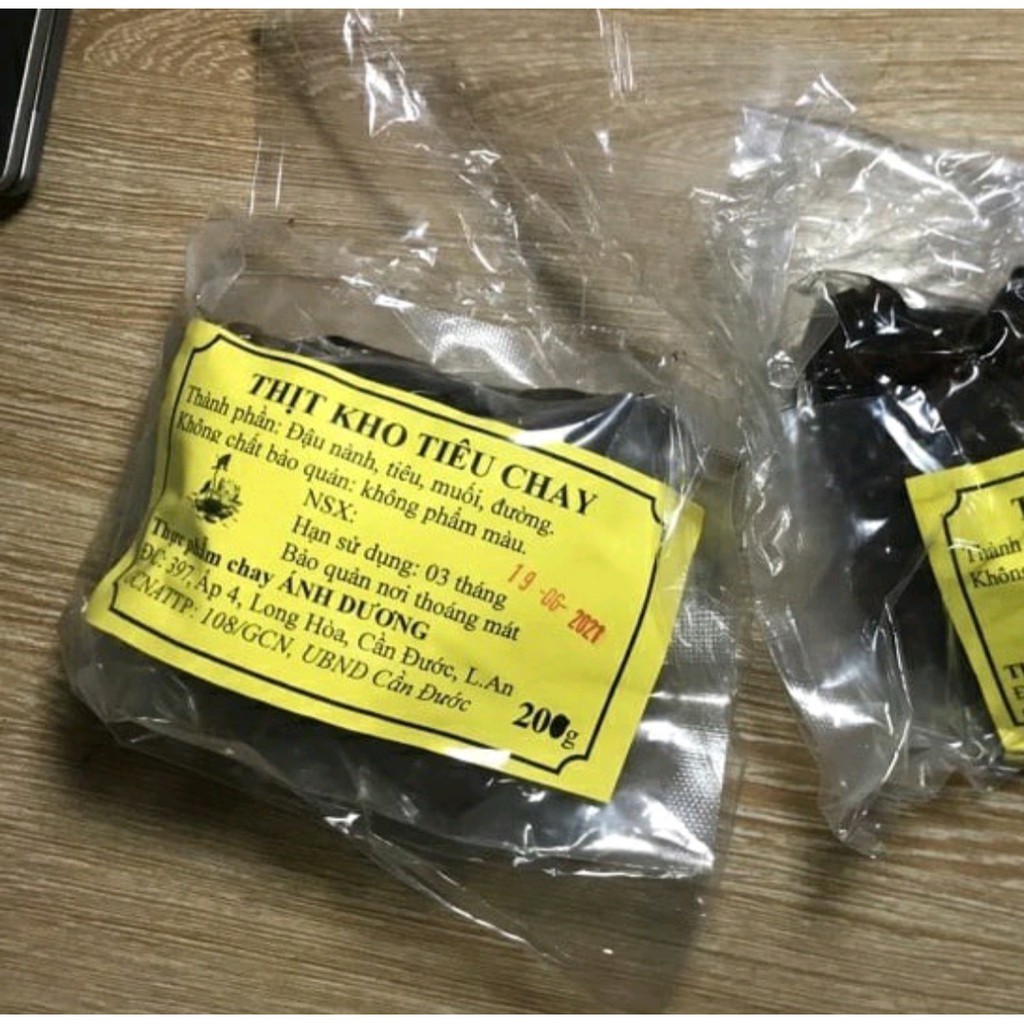 THỊT KHO TIÊU CHAY
Thành phần: Đậu nành, tiêu, muối, đường.
Không chất bảo quản: không phẩm màu.
NSX:
Hạn sử dụng: 03 tháng
19-06-2021
Bảo quản nơi thoáng mát
Thực phẩm chay ÁNH DƯƠNG
ĐC: 397, Ấp 4, Long Hòa, Cần Đước, L.An
CNATTP: 108/GCN, UBND Cần Đước
200g
T
Thành
Không